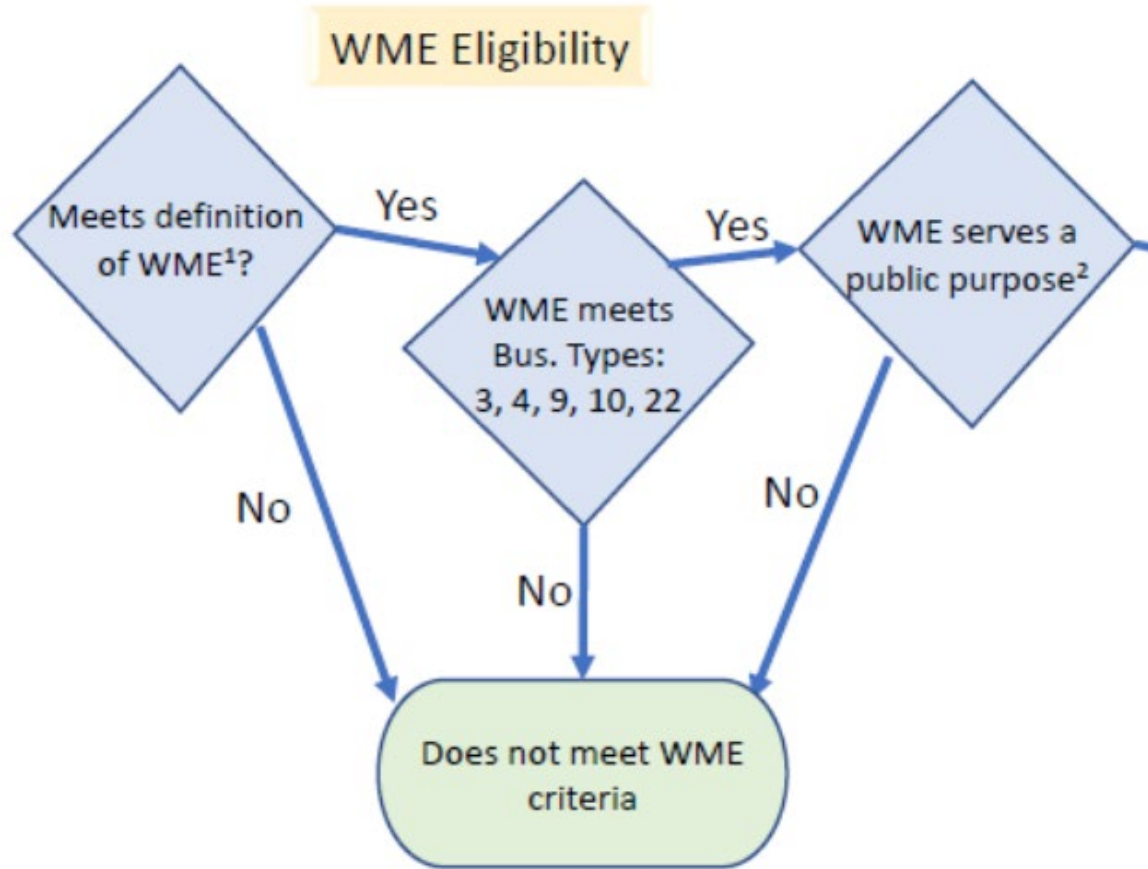 WME Eligibility
Meets definition
of WME¹?
Yes
WME meets
Bus. Types:
3, 4, 9, 10, 22
Yes
WME serves a
public purpose²
No
No
No
Does not meet WME
criteria